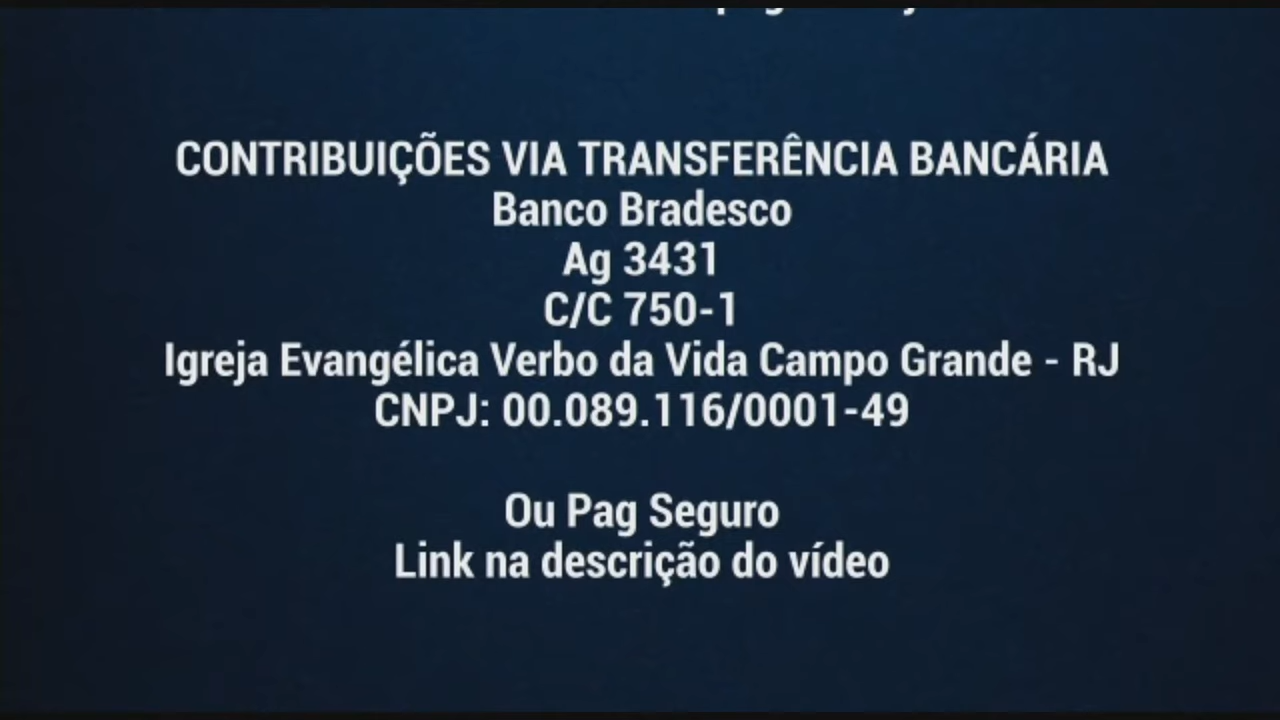 CONTRIBUIÇÕES VIA TRANSFERÊNCIA BANCÁRIA
Banco Bradesco
Ag 3431
C/C 750-1
Igreja Evangélica Verbo da Vida Campo Grande - RJ
CNPJ: 00.089.116/0001-49
Ou Pag Seguro
Link na descrição do vídeo